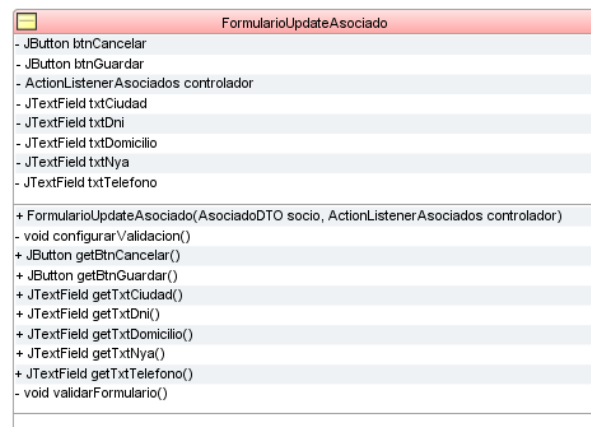 FormularioUpdateAsociado
- JButton btnCancelar
- JButton btnGuardar
- ActionListenerAsociados controlador
- JTextField txtCiudad
- JTextField txtDni
- JTextField txtDomicilio
- JTextField txtNya
- JTextField txtTelefono
+ FormularioUpdateAsociado(AsociadoDTO socio, ActionListenerAsociados controlador)
- void configurarValidacion()
+ JButton getBtnCancelar()
+ JButton getBtnGuardar()
+ JTextField getTxtCiudad()
+ JTextField getTxtDni()
+ JTextField getTxtDomicilio()
+ JTextField getTxtNya()
+ JTextField getTxtTelefono()
- void validarFormulario()